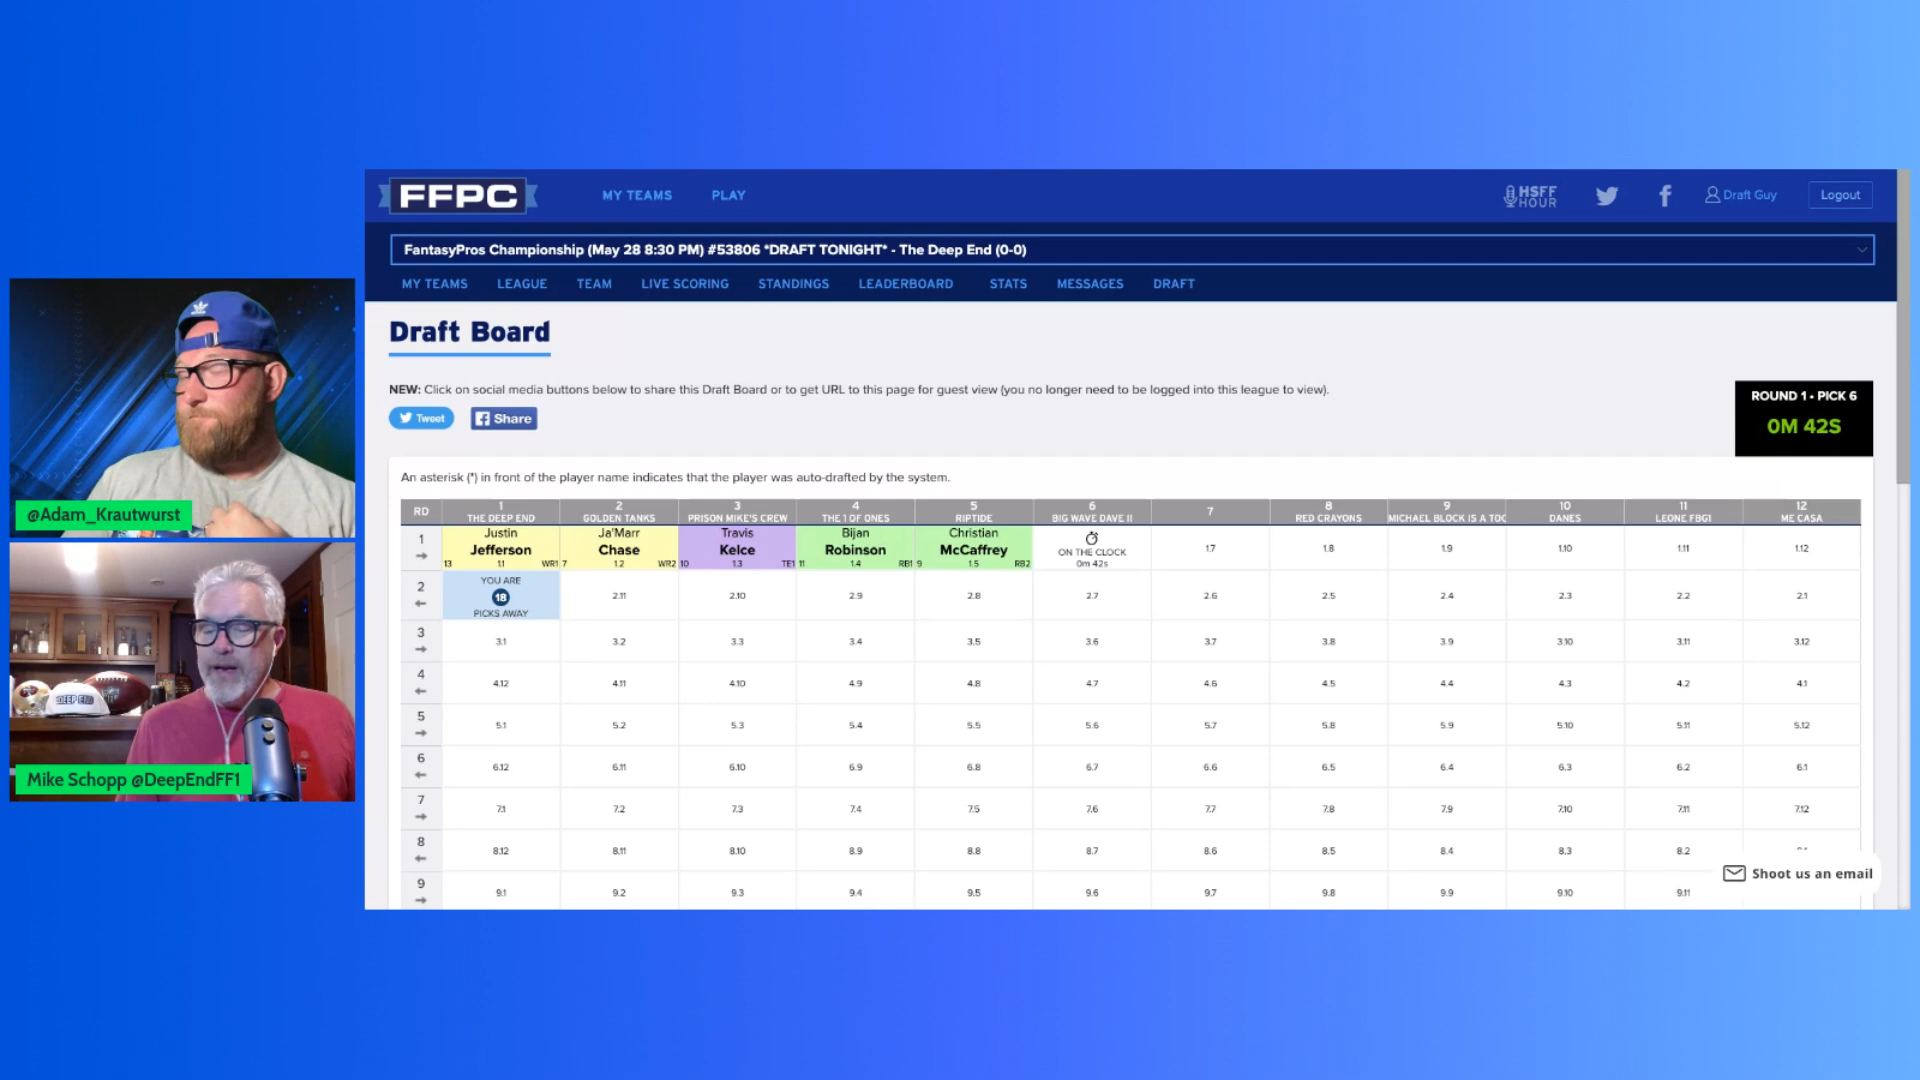 FFPC
MY TEAMS
PLAY
HSFF
HOUR
Draft Guy
Logout
FantasyPros Championship (May 28 8:30 PM) #53806 *DRAFT TONIGHT* - The Deep End (0-0)
MY TEAMS
LEAGUE
TEAM
LIVE SCORING
STANDINGS
LEADERBOARD
STATS
MESSAGES
DRAFT
Draft Board
NEW: Click on social media buttons below to share this Draft Board or to get URL to this page for guest view (you no longer need to be logged into this league to view).
Tweet
Share
ROUND 1 • PICK 6
0M 42S
An asterisk (*) in front of the player name indicates that the player was auto-drafted by the system.
RD 1 2 3 4 5 6 7 8 9 10 11 12
THE DEEP END GOLDEN TANKS PRISON MIKE'S CREW THE 1 OF ONES RIPTIDE BIG WAVE DAVE II RED CRAYONS MICHAEL BLOCK IS A TOC DANES LEONE FBG1 ME CASA
1 Justin Ja'Marr Travis Bijan Christian
Jefferson Chase Kelce Robinson McCaffrey ON THE CLOCK 1.7 1.8 1.9 1.10 1.11 1.12
13 1.1 WR1 7 1.2 WR2 10 1.3 TE1 11 1.4 RB1 9 1.5 RB2 0m 42s
2 YOU ARE
18 2.11 2.10 2.9 2.8 2.7 2.6 2.5 2.4 2.3 2.2 2.1
PICKS AWAY
3 3.1 3.2 3.3 3.4 3.5 3.6 3.7 3.8 3.9 3.10 3.11 3.12
4 4.12 4.11 4.10 4.9 4.8 4.7 4.6 4.5 4.4 4.3 4.2 4.1
5 5.1 5.2 5.3 5.4 5.5 5.6 5.7 5.8 5.9 5.10 5.11 5.12
6 6.12 6.11 6.10 6.9 6.8 6.7 6.6 6.5 6.4 6.3 6.2 6.1
7 7.1 7.2 7.3 7.4 7.5 7.6 7.7 7.8 7.9 7.10 7.11 7.12
8 8.12 8.11 8.10 8.9 8.8 8.7 8.6 8.5 8.4 8.3 8.2
9 9.1 9.2 9.3 9.4 9.5 9.6 9.7 9.8 9.9 9.10 9.11
Shoot us an email
@Adam_Krautwurst
DEEP END
Mike Schopp @DeepEndFF1